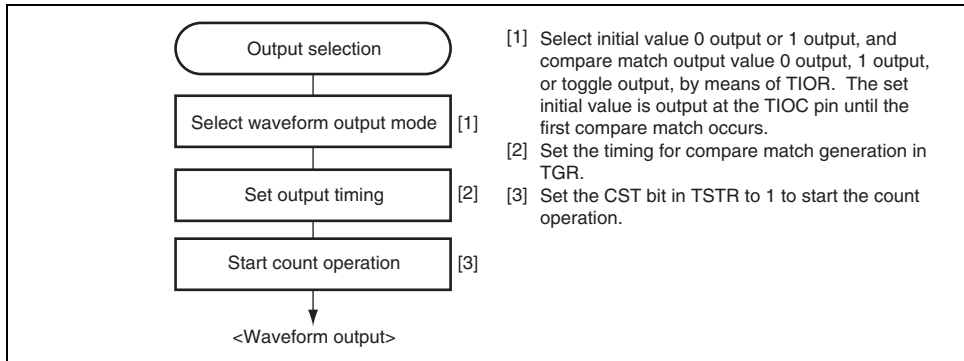 Output selection
Select waveform output mode [1]
Set output timing [2]
Start count operation [3]
<Waveform output>
[1] Select initial value 0 output or 1 output, and
compare match output value 0 output, 1 output,
or toggle output, by means of TIOR. The set
initial value is output at the TIOC pin until the
first compare match occurs.
[2] Set the timing for compare match generation in
TGR.
[3] Set the CST bit in TSTR to 1 to start the count
operation.